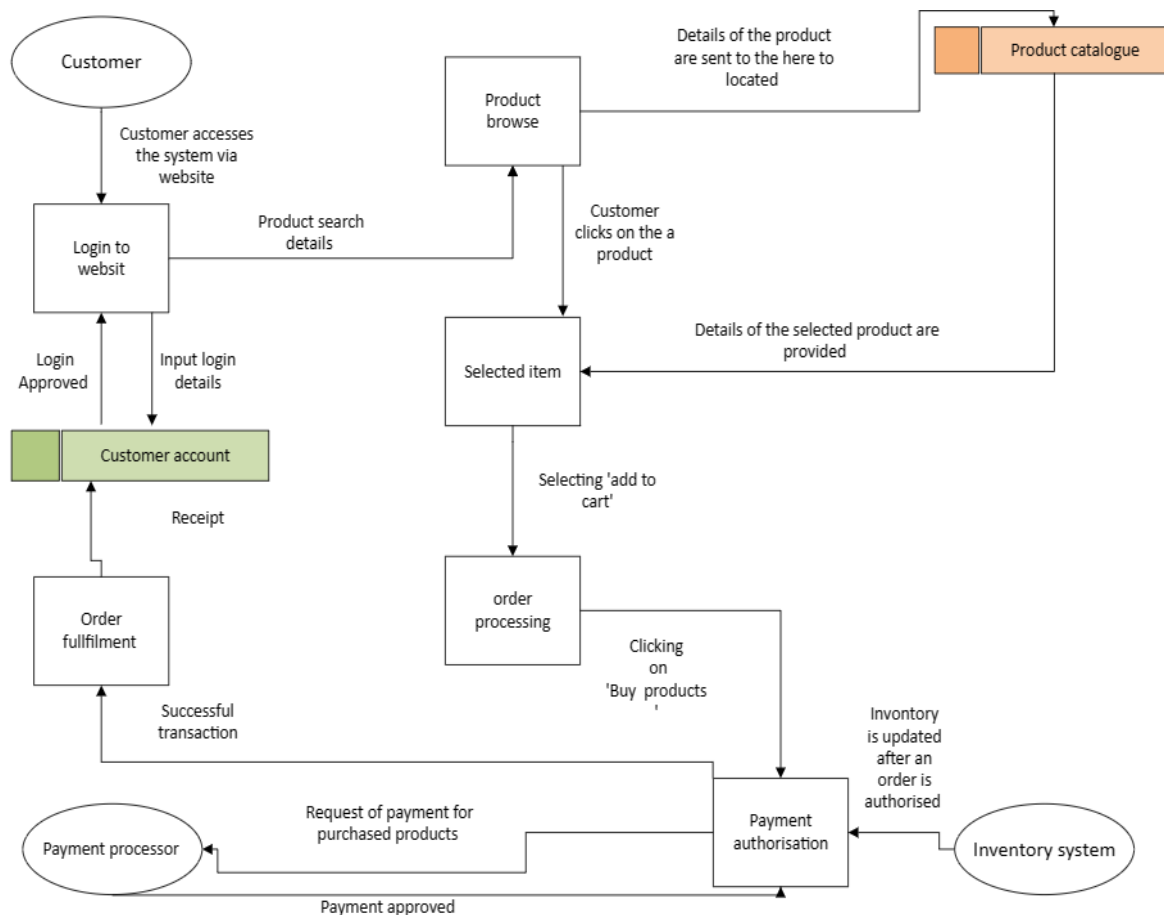 Customer
Customer accesses
the system via
website
Login to
websit
Login
Approved
Input login
details
Customer account
Receipt
Order
fullfilment
Successful
transaction
Payment processor
Product search
details
Product
browse
Details of the product
are sent to the here to
located
Product catalogue
Customer
clicks on the a
product
Selected item
Details of the selected product are
provided
Selecting 'add to
cart'
order
processing
Clicking
on
'Buy products
'
Request of payment for
purchased products
Payment approved
Payment
authorisation
Invontory
is updated
after an
order is
authorised
Inventory system